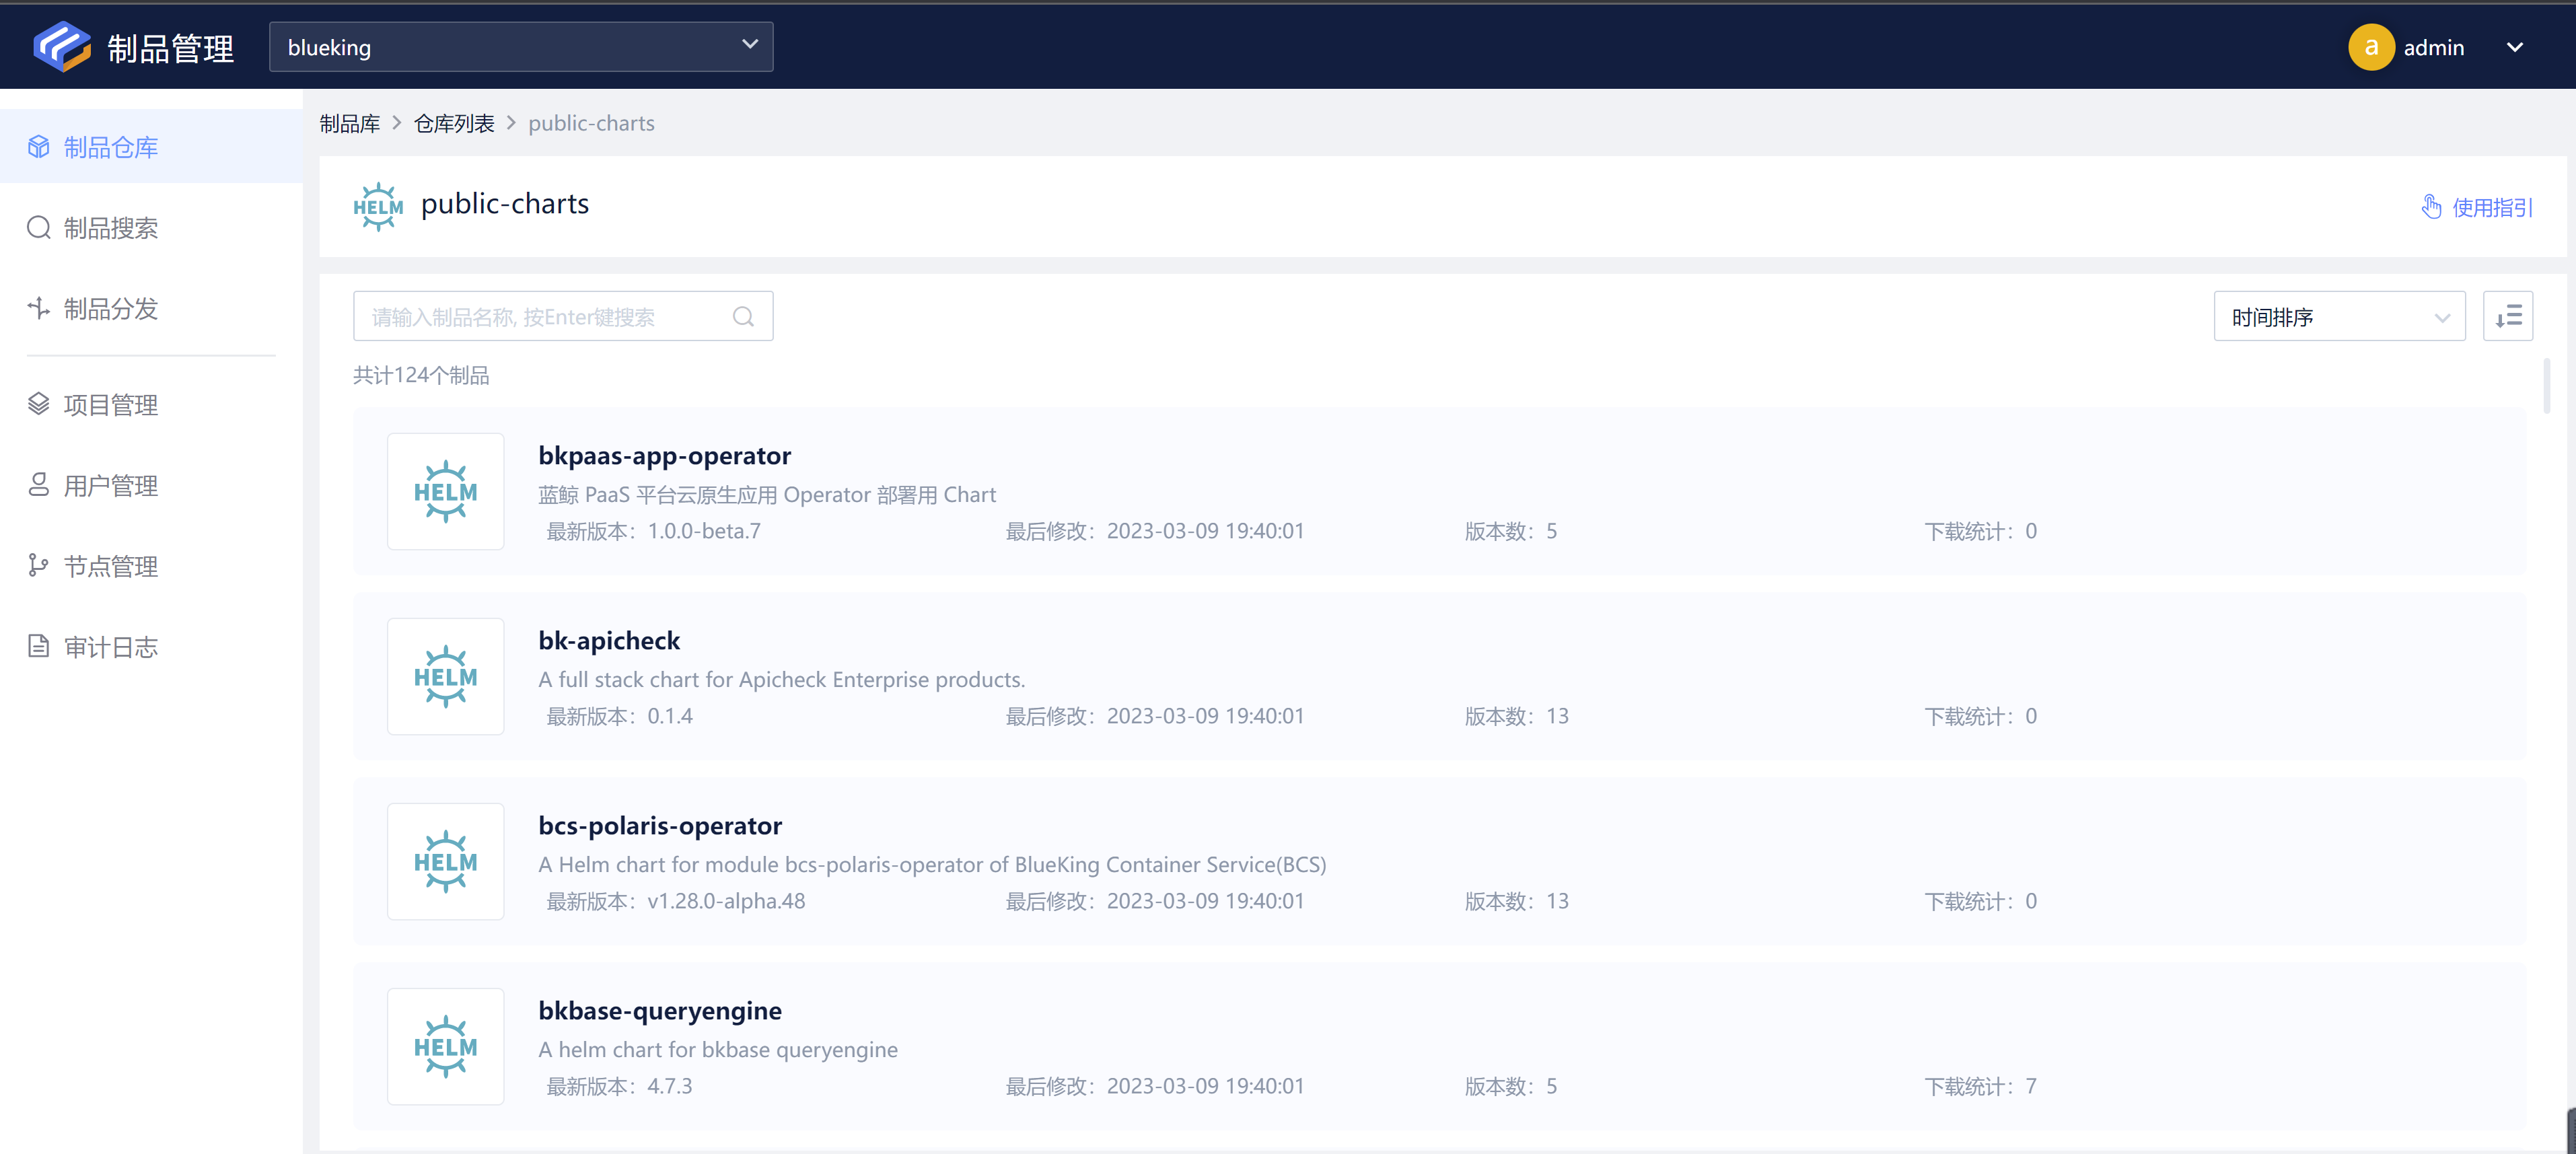 制品管理
blueking
a admin
制品仓库
制品搜索
制品分发
项目管理
用户管理
节点管理
审计日志
制品库 > 仓库列表 > public-charts
HELM public-charts
使用指引
请输入制品名称, 按Enter键搜索
时间排序
共计124个制品
HELM
bkpaas-app-operator
蓝鲸 PaaS 平台云原生应用 Operator 部署用 Chart
最新版本：1.0.0-beta.7 最后修改：2023-03-09 19:40:01 版本数：5 下载统计：0
HELM
bk-apicheck
A full stack chart for Apicheck Enterprise products.
最新版本：0.1.4 最后修改：2023-03-09 19:40:01 版本数：13 下载统计：0
HELM
bcs-polaris-operator
A Helm chart for module bcs-polaris-operator of BlueKing Container Service(BCS)
最新版本：v1.28.0-alpha.48 最后修改：2023-03-09 19:40:01 版本数：13 下载统计：0
HELM
bkbase-queryengine
A helm chart for bkbase queryengine
最新版本：4.7.3 最后修改：2023-03-09 19:40:01 版本数：5 下载统计：7